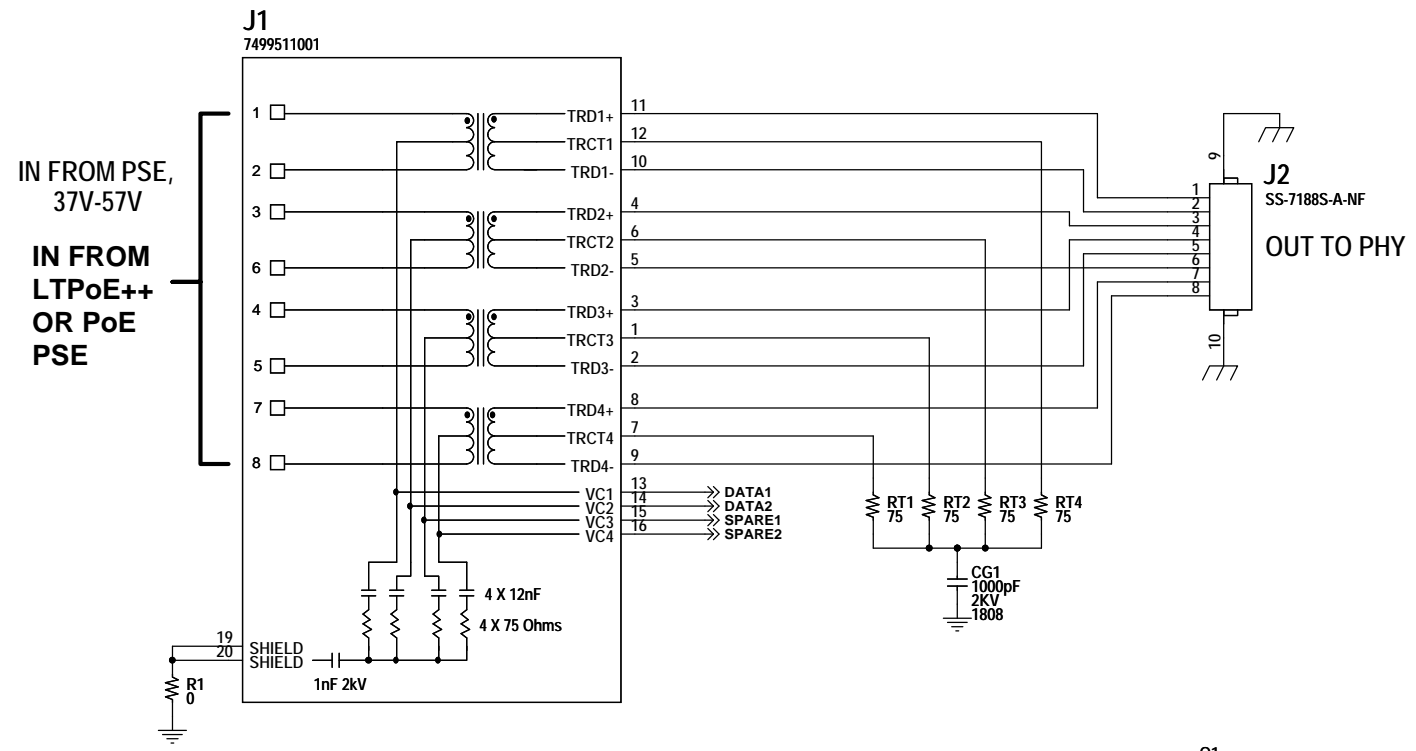 J1
7499511001
IN FROM PSE,
37V-57V
IN FROM
LTPoE++
OR PoE
PSE
1
2
3
6
4
5
7
8
TRD1+
TRCT1
TRD1-
TRD2+
TRCT2
TRD2-
TRD3+
TRCT3
TRD3-
TRD4+
TRCT4
TRD4-
VC1
VC2
VC3
VC4
11
12
10
4
6
5
3
1
2
8
7
9
13
14
15
16
DATA1
DATA2
SPARE1
SPARE2
4 X 12nF
4 X 75 Ohms
1nF 2kV
19
20
SHIELD
SHIELD
R1
0
RT1
75
RT2
75
RT3
75
RT4
75
CG1
1000pF
2KV
1808
9
1
2
3
4
5
6
7
8
10
J2
SS-7188S-A-NF
OUT TO PHY